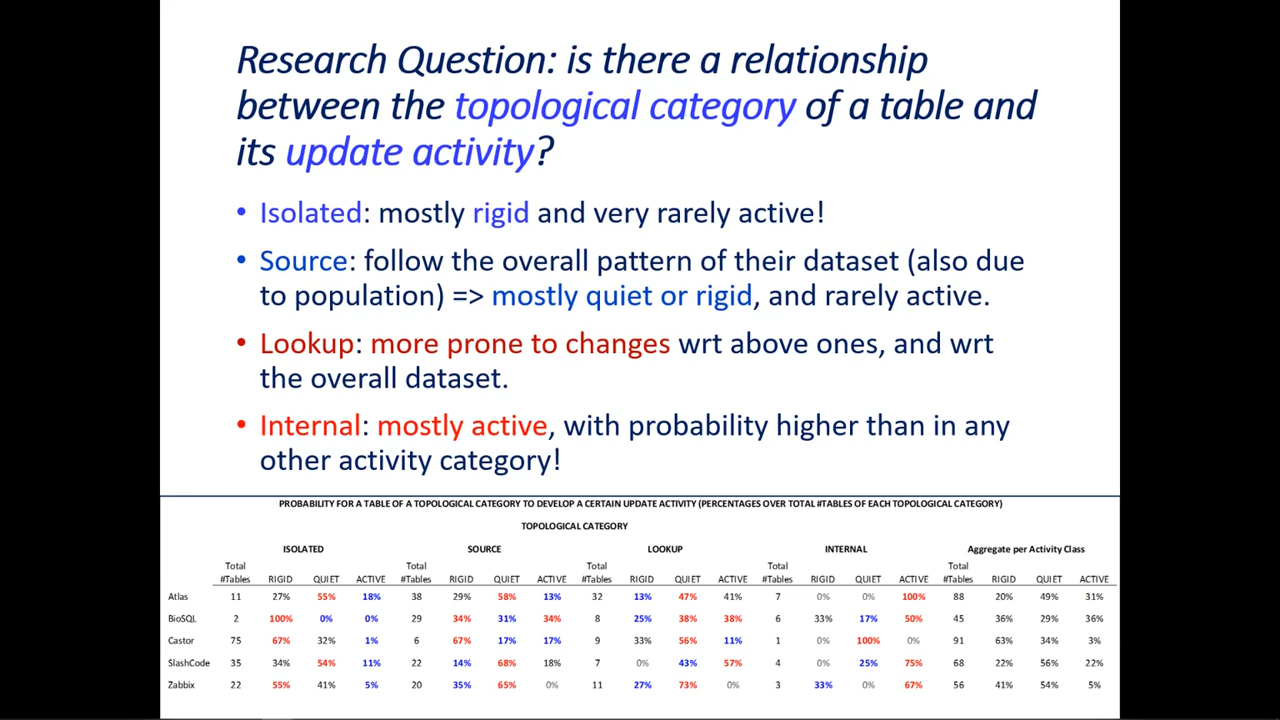 Research Question: is there a relationship
between the topological category of a table and
its update activity?
• Isolated: mostly rigid and very rarely active!
• Source: follow the overall pattern of their dataset (also due
to population) => mostly quiet or rigid, and rarely active.
• Lookup: more prone to changes wrt above ones, and wrt
the overall dataset.
• Internal: mostly active, with probability higher than in any
other activity category!
PROBABILITY FOR A TABLE OF A TOPOLOGICAL CATEGORY TO DEVELOP A CERTAIN UPDATE ACTIVITY (PERCENTAGES OVER TOTAL #TABLES OF EACH TOPOLOGICAL CATEGORY)
TOPOLOGICAL CATEGORY
ISOLATED SOURCE LOOKUP INTERNAL Aggregate per Activity Class
Total Total Total Total Total
#Tables RIGID QUIET ACTIVE #Tables RIGID QUIET ACTIVE #Tables RIGID QUIET ACTIVE #Tables RIGID QUIET ACTIVE #Tables RIGID QUIET ACTIVE
Atlas 11 27% 55% 18% 38 29% 58% 13% 32 13% 47% 41% 7 0% 0% 100% 88 20% 49% 31%
BioSQL 2 100% 0% 0% 29 34% 31% 34% 8 25% 38% 38% 6 33% 17% 50% 45 36% 29% 36%
Castor 75 67% 32% 1% 6 67% 17% 17% 9 33% 56% 11% 1 0% 100% 0% 91 63% 34% 3%
SlashCode 35 34% 54% 11% 22 14% 68% 18% 7 0% 43% 57% 4 0% 25% 75% 68 22% 56% 22%
Zabbix 22 55% 41% 5% 20 35% 65% 0% 11 27% 73% 0% 3 33% 0% 67% 56 41% 54% 5%